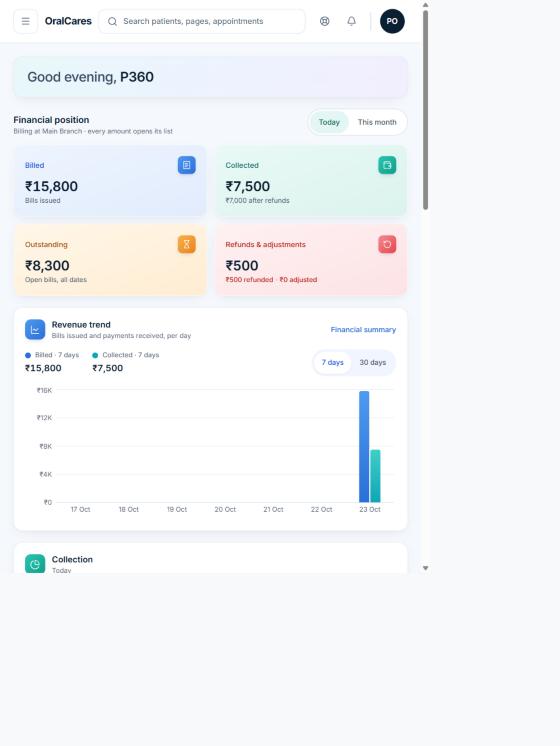 OralCares
Search patients, pages, appointments
PO
Good evening, P360
Financial position
Billing at Main Branch · every amount opens its list
Today
This month
Billed
₹15,800
Bills issued
Collected
₹7,500
₹7,000 after refunds
Outstanding
₹8,300
Open bills, all dates
Refunds & adjustments
₹500
₹500 refunded · ₹0 adjusted
Revenue trend
Bills issued and payments received, per day
Financial summary
Billed · 7 days
₹15,800
Collected · 7 days
₹7,500
7 days
30 days
₹16K
₹12K
₹8K
₹4K
₹0
17 Oct 18 Oct 19 Oct 20 Oct 21 Oct 22 Oct 23 Oct
Collection
Today